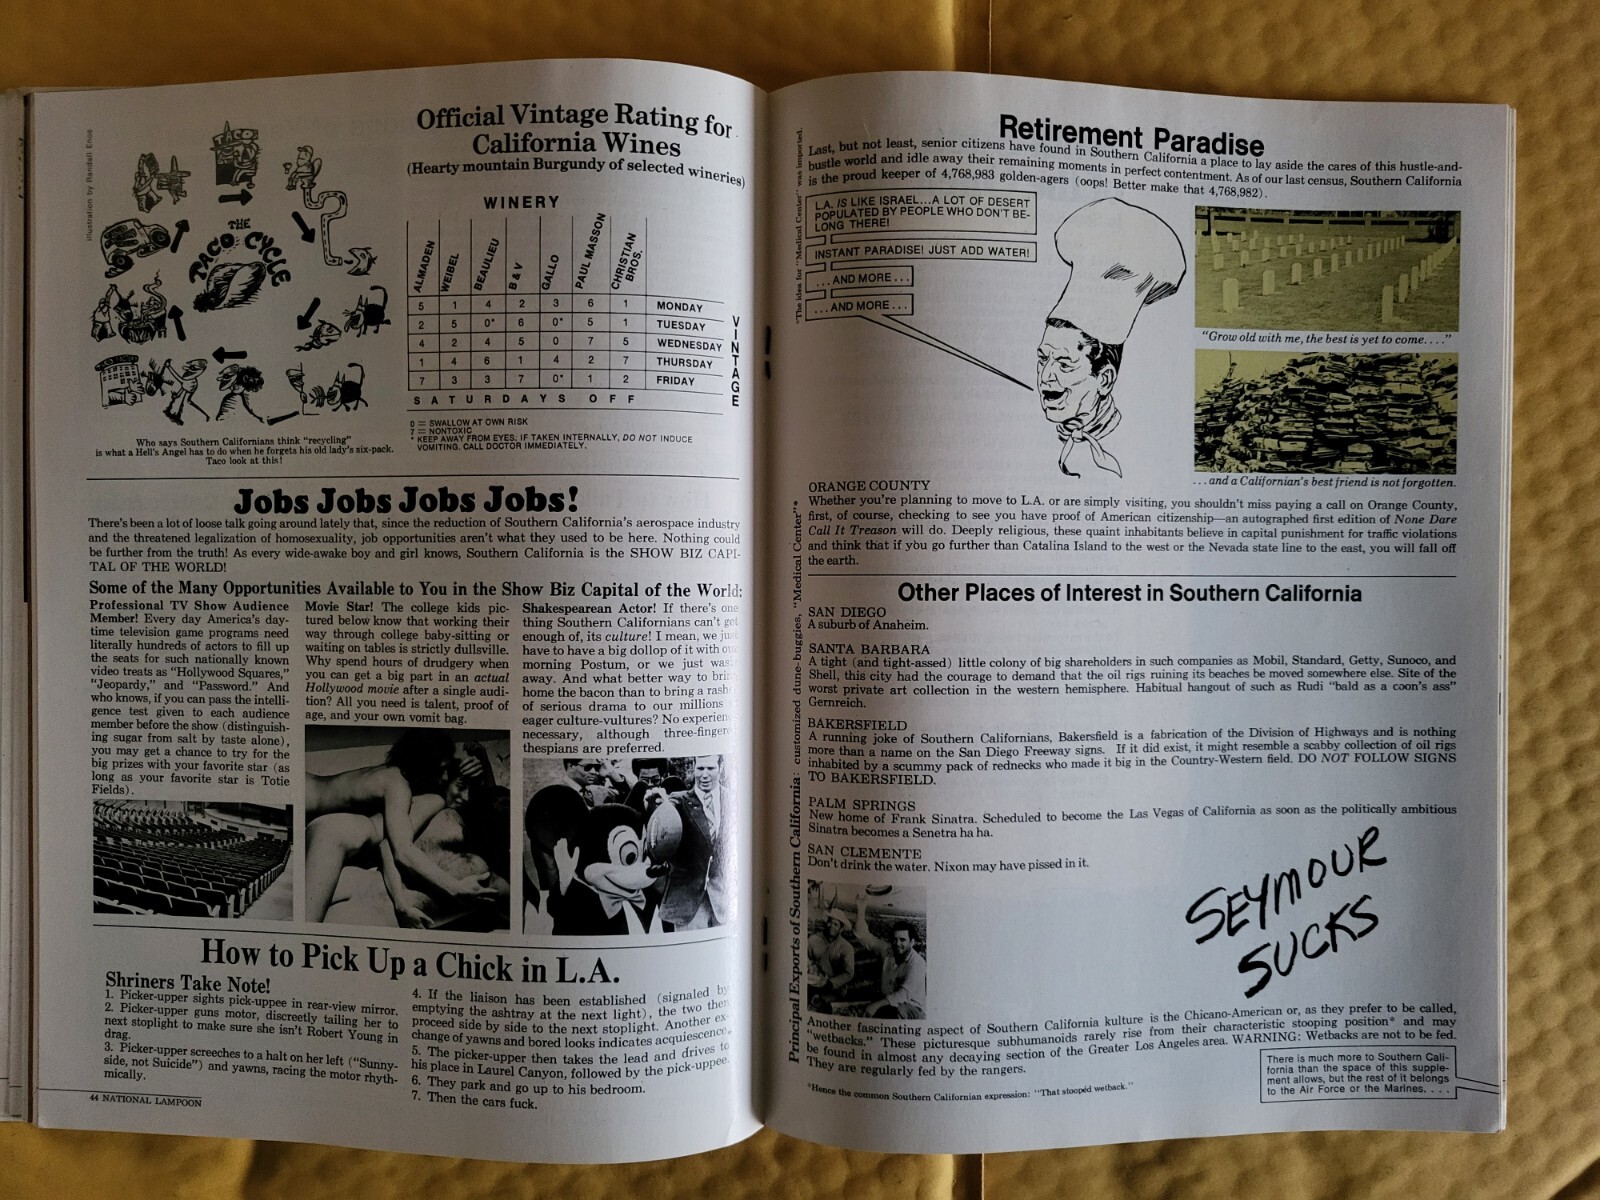 Illustration by Randall Enos
THE
TACO CYCLE
TACO
Who says Southern Californians think "recycling"
is what a Hell's Angel has to do when he forgets his old lady's six-pack.
Taco look at this!
Official Vintage Rating for
California Wines
(Hearty mountain Burgundy of selected wineries)
WINERY
ALMADEN WEIBEL BEAULIEU B & V GALLO PAUL MASSON CHRISTIAN BROS.
5 1 4 2 3 6 1 MONDAY
2 5 0* 6 0* 5 1 TUESDAY
4 2 4 5 0 7 5 WEDNESDAY
1 4 6 1 4 2 7 THURSDAY
7 3 3 7 0* 1 2 FRIDAY
SATURDAYS OFF
VINTAGE
0 = SWALLOW AT OWN RISK
7 = NONTOXIC
* KEEP AWAY FROM EYES. IF TAKEN INTERNALLY, DO NOT INDUCE
VOMITING. CALL DOCTOR IMMEDIATELY.
Jobs Jobs Jobs Jobs!
There's been a lot of loose talk going around lately that, since the reduction of Southern California's aerospace industry
and the threatened legalization of homosexuality, job opportunities aren't what they used to be here. Nothing could
be further from the truth! As every wide-awake boy and girl knows, Southern California is the SHOW BIZ CAPI-
TAL OF THE WORLD!
Some of the Many Opportunities Available to You in the Show Biz Capital of the World:
Professional TV Show Audience
Member! Every day America's day-
time television game programs need
literally hundreds of actors to fill up
the seats for such nationally known
video treats as "Hollywood Squares,"
"Jeopardy," and "Password." And
who knows, if you can pass the intelli-
gence test given to each audience
member before the show (distinguish-
ing sugar from salt by taste alone),
you may get a chance to try for the
big prizes with your favorite star (as
long as your favorite star is Totie
Fields).
Movie Star! The college kids pic-
tured below know that working their
way through college baby-sitting or
waiting on tables is strictly dullsville.
Why spend hours of drudgery when
you can get a big part in an actual
Hollywood movie after a single audi-
tion? All you need is talent, proof of
age, and your own vomit bag.
Shakespearean Actor! If there's one
thing Southern Californians can't get
enough of, its culture! I mean, we just
have to have a big dollop of it with our
morning Postum, or we just was
away. And what better way to bring
home the bacon than to bring a rash
of serious drama to our millions
eager culture-vultures? No experien
necessary, although three-finger
thespians are preferred.
How to Pick Up a Chick in L.A.
Shriners Take Note!
1. Picker-upper sights pick-uppee in rear-view mirror.
2. Picker-upper guns motor, discreetly tailing her to
next stoplight to make sure she isn't Robert Young in
drag.
3. Picker-upper screeches to a halt on her left ("Sunny-
side, not Suicide") and yawns, racing the motor rhyth-
mically.
4. If the liaison has been established (signaled by
emptying the ashtray at the next light), the two then
proceed side by side to the next stoplight. Another ex-
change of yawns and bored looks indicates acquiescence.
5. The picker-upper then takes the lead and drives to
his place in Laurel Canyon, followed by the pick-uppee.
6. They park and go up to his bedroom.
7. Then the cars fuck.
44 NATIONAL LAMPOON
Principal Exports of Southern California: customized dune-buggies, "Medical Center"*
*The idea for "Medical Center" was imported.
Retirement Paradise
Last, but not least, senior citizens have found in Southern California a place to lay aside the cares of this hustle-and-
bustle world and idle away their remaining moments in perfect contentment. As of our last census, Southern California
is the proud keeper of 4,768,983 golden-agers (oops! Better make that 4,768,982).
L.A. IS LIKE ISRAEL...A LOT OF DESERT
POPULATED BY PEOPLE WHO DON'T BE-
LONG THERE!
INSTANT PARADISE! JUST ADD WATER!
...AND MORE...
...AND MORE...
"Grow old with me, the best is yet to come...."
...and a Californian's best friend is not forgotten.
ORANGE COUNTY
Whether you're planning to move to L.A. or are simply visiting, you shouldn't miss paying a call on Orange County,
first, of course, checking to see you have proof of American citizenship—an autographed first edition of None Dare
Call It Treason will do. Deeply religious, these quaint inhabitants believe in capital punishment for traffic violations
and think that if you go further than Catalina Island to the west or the Nevada state line to the east, you will fall off
the earth.
Other Places of Interest in Southern California
SAN DIEGO
A suburb of Anaheim.
SANTA BARBARA
A tight (and tight-assed) little colony of big shareholders in such companies as Mobil, Standard, Getty, Sunoco, and
Shell, this city had the courage to demand that the oil rigs ruining its beaches be moved somewhere else. Site of the
worst private art collection in the western hemisphere. Habitual hangout of such as Rudi "bald as a coon's ass"
Gernreich.
BAKERSFIELD
A running joke of Southern Californians, Bakersfield is a fabrication of the Division of Highways and is nothing
more than a name on the San Diego Freeway signs. If it did exist, it might resemble a scabby collection of oil rigs
inhabited by a scummy pack of rednecks who made it big in the Country-Western field. DO NOT FOLLOW SIGNS
TO BAKERSFIELD.
PALM SPRINGS
New home of Frank Sinatra. Scheduled to become the Las Vegas of California as soon as the politically ambitious
Sinatra becomes a Senetra ha ha.
SAN CLEMENTE
Don't drink the water. Nixon may have pissed in it.
SEYMOUR
SUCKS
Another fascinating aspect of Southern California kulture is the Chicano-American or, as they prefer to be called,
"wetbacks." These picturesque subhumanoids rarely rise from their characteristic stooping position* and may
be found in almost any decaying section of the Greater Los Angeles area. WARNING: Wetbacks are not to be fed.
They are regularly fed by the rangers.
*Hence the common Southern Californian expression: "That stoopéd wetback."
There is much more to Southern Cali-
fornia than the space of this supple-
ment allows, but the rest of it belongs
to the Air Force or the Marines. . . .